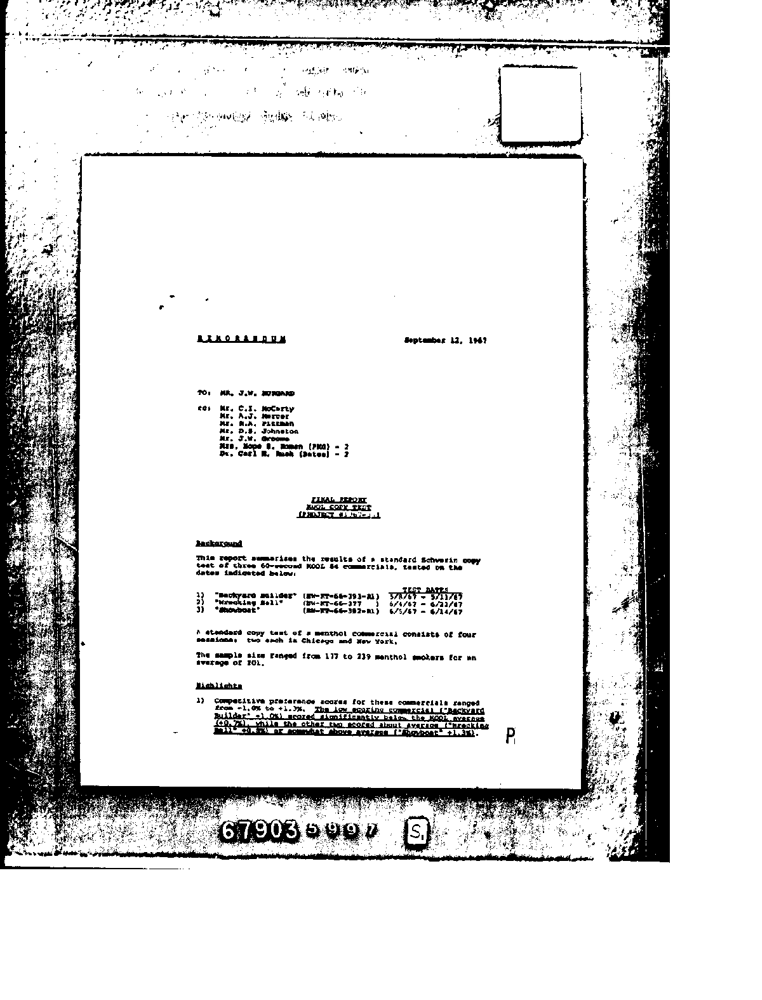 MEMORANDUM September 12, 1967
TO: MR. J.W.
cc: Mr. C.I. McCarty
Mr. A.J. Mercer
Mr. R.A. Pittman
Mr. D.S. Johnston
Mr. J.W. Groome
Mrs. Hope S. Roman (PKG) - 2
Dr. Carl H. Rush (Bates) - 2
FINAL REPORT
KOOL COPY TEST
(PROJECT
Background
This report summarizes the results of a standard Schwerin copy
test of three 60-second KOOL 84 commercials, tested on the
dates indicated below:
TEST DATES
1) "Backyard Builder" (BW-KT-66-393-R1) 5/8/67 - 5/11/67
2) "Wrecking Ball" (BW-KT-66-377 ) 6/4/67 - 6/22/67
3) "Showboat" (BW-KT-66-382-R1) 6/5/67 - 6/14/67
A standard copy test of a menthol commercial consists of four
sessions: two each in Chicago and New York.
The sample size ranged from 177 to 239 menthol smokers for an
average of 201.
Highlights
1) Competitive preference scores for these commercials ranged
from -1.0% to +1.3%. The low scoring commercial ("Backyard
Builder" -1.0%) scored significantly below the KOOL average
(+0.7%), while the other two scored about average ("Wrecking
Ball" +0.8%) or somewhat above average ("Showboat" +1.3%).
P
67903 5997 S.